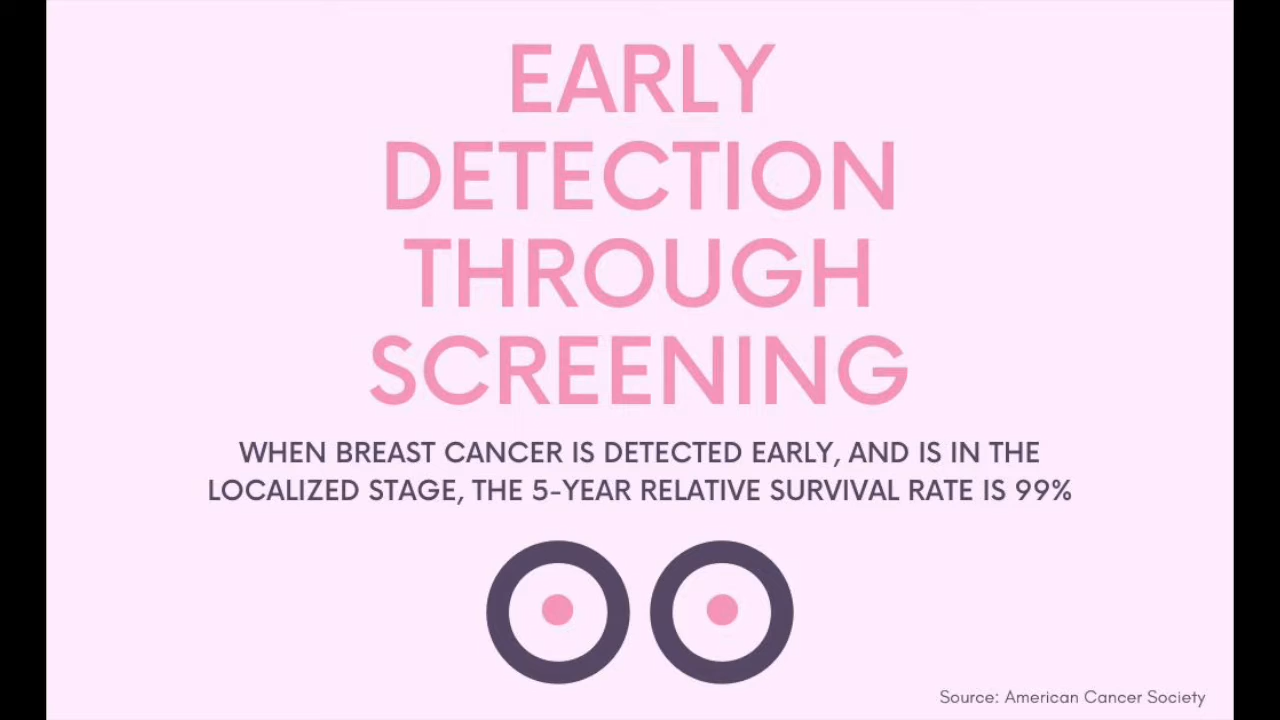 EARLY
DETECTION
THROUGH
SCREENING
WHEN BREAST CANCER IS DETECTED EARLY, AND IS IN THE
LOCALIZED STAGE, THE 5-YEAR RELATIVE SURVIVAL RATE IS 99%
Source: American Cancer Society